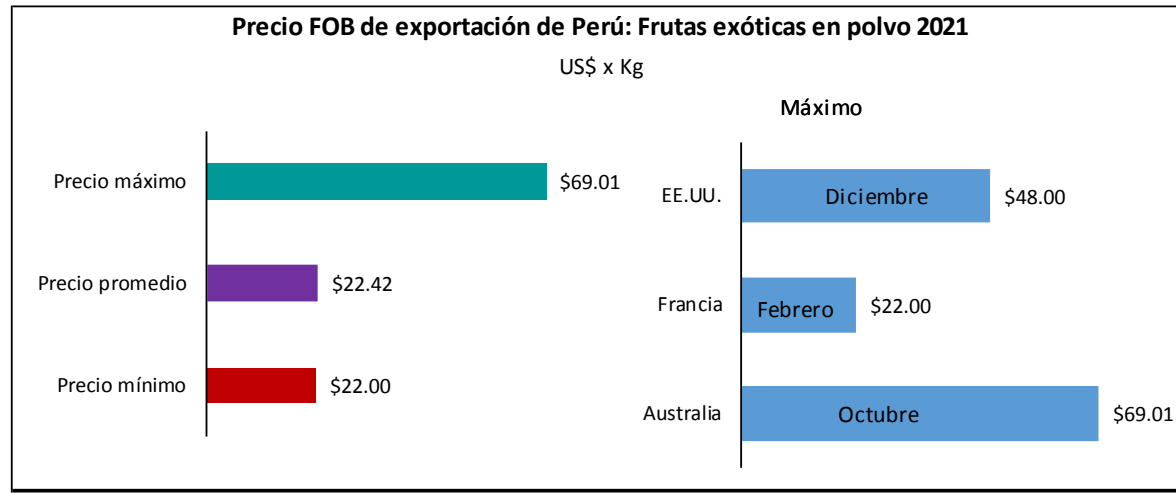 Precio FOB de exportación de Perú: Frutas exóticas en polvo 2021
US$ x Kg
Precio máximo
$69.01
Precio promedio
$22.42
Precio mínimo
$22.00
Máximo
EE.UU.
Diciembre
$48.00
Francia
Febrero
$22.00
Australia
Octubre
$69.01